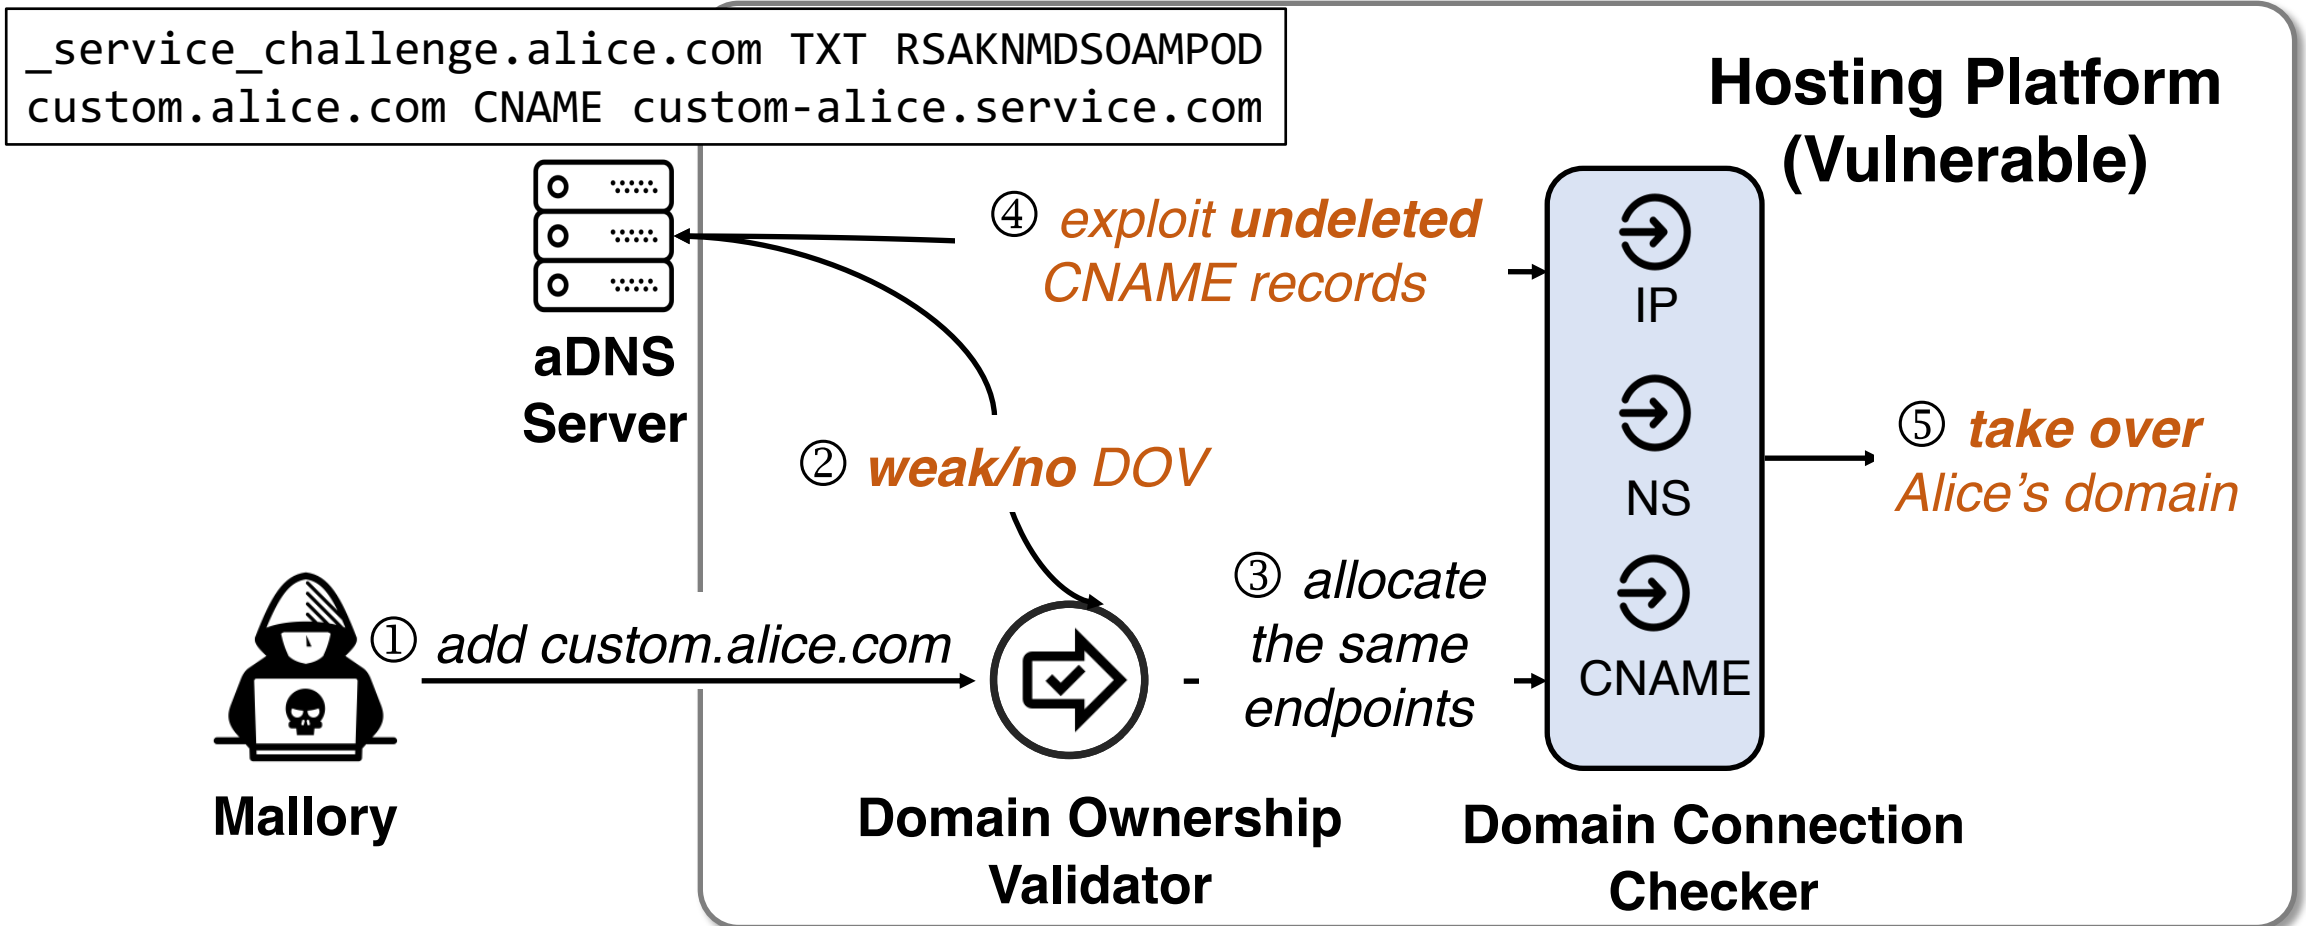 _service_challenge.alice.com TXT RSAKNMDSOAMPOD
custom.alice.com CNAME custom-alice.service.com
Hosting Platform
(Vulnerable)
aDNS
Server
④ exploit undeleted
CNAME records
② weak/no DOV
① add custom.alice.com
③ allocate
the same
endpoints
IP
NS
CNAME
⑤ take over
Alice’s domain
Mallory
Domain Ownership
Validator
Domain Connection
Checker